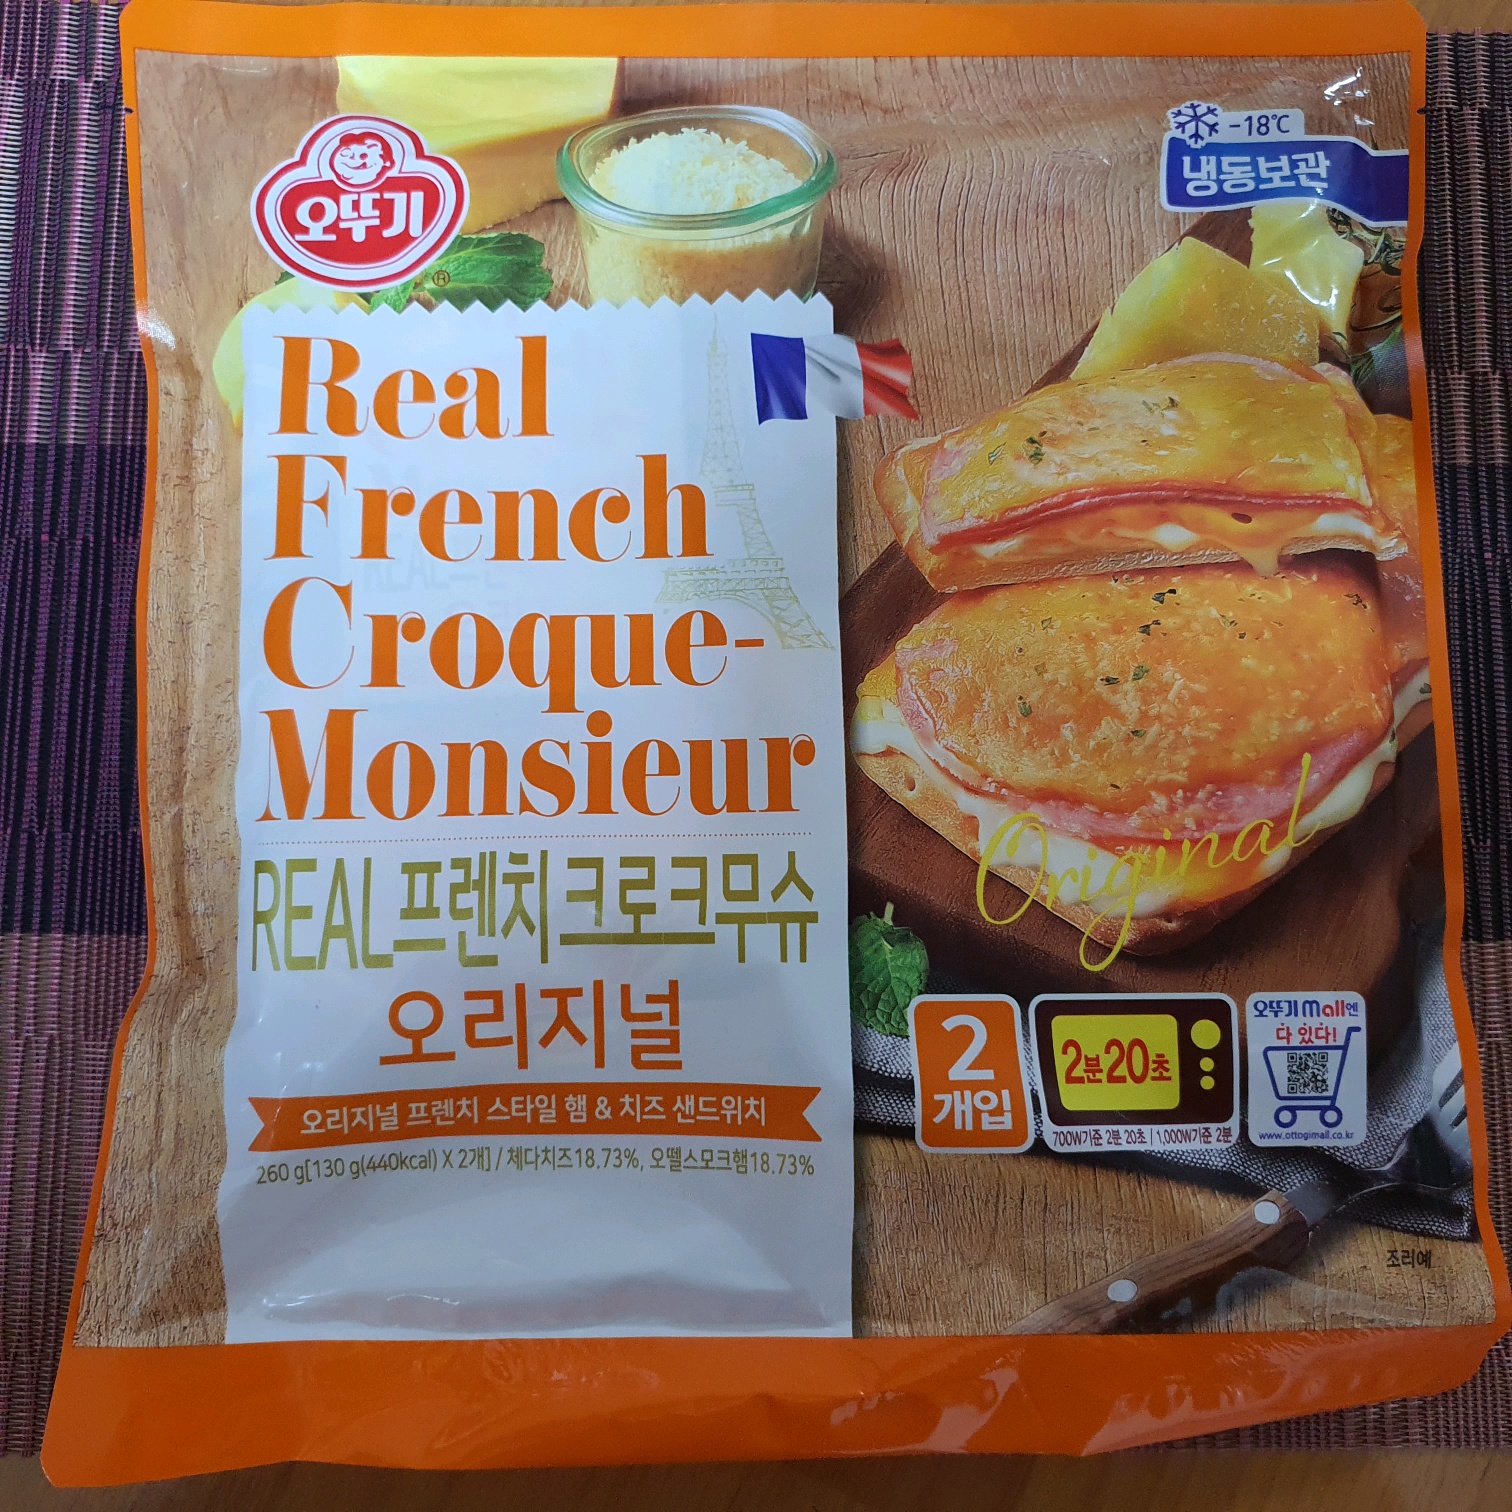 오뚜기
®
-18℃
냉동보관
Real
French
Croque-
Monsieur
REAL프렌치크로크무슈
오리지널
오리지널 프렌치 스타일 햄 & 치즈 샌드위치
260 g[130 g(440kcal) X 2개] / 체다치즈18.73%, 오뗄스모크햄18.73%
Original
2
개입
2분20초
700W기준 2분 20초 | 1,000W기준 2분
오뚜기mall엔
다 있다!
www.ottogimall.co.kr
조리예